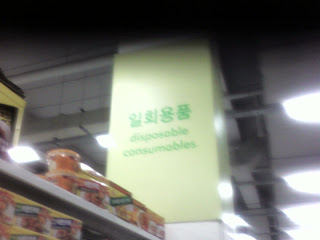 일회용품
disposable
consumables